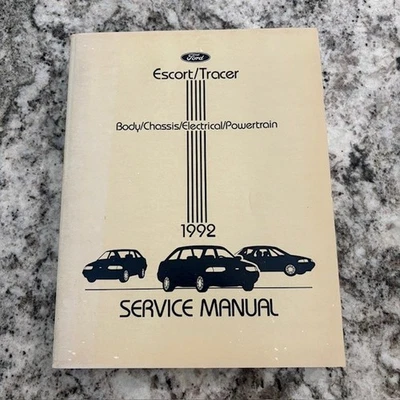 Ford
Escort/Tracer
Body/Chassis/Electrical/Powertrain
1992
SERVICE MANUAL